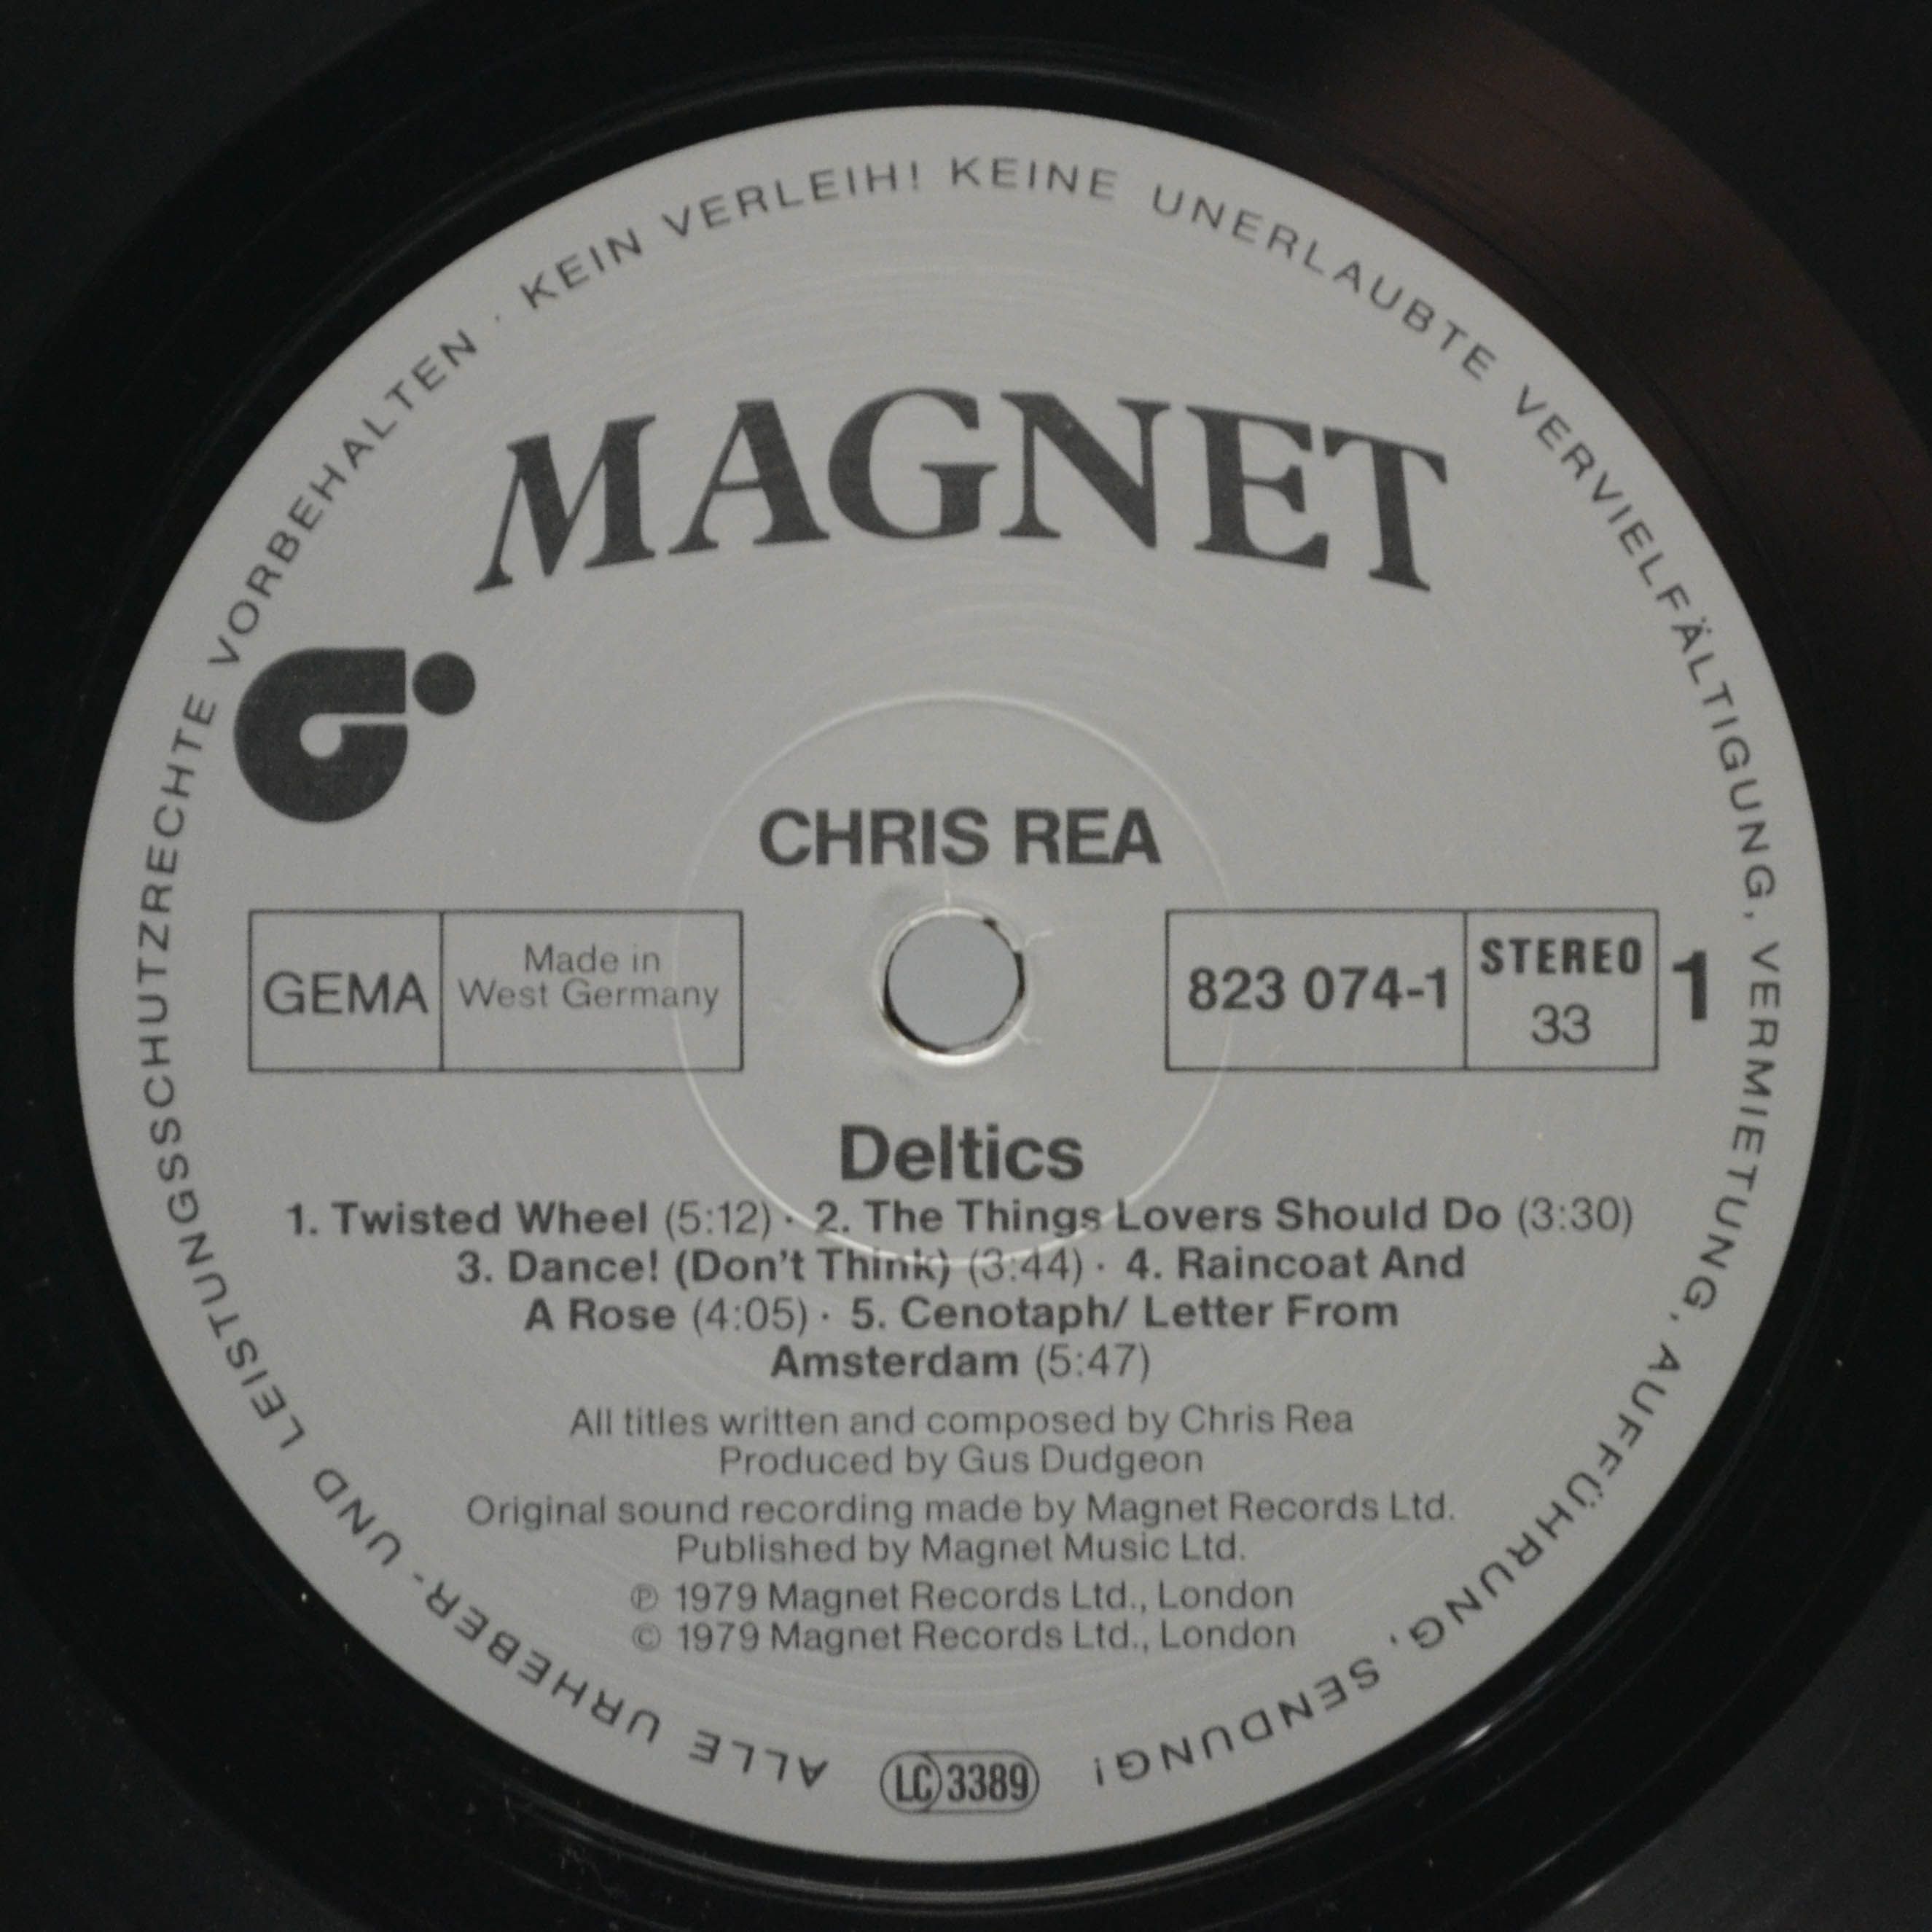 ALLE URHEBER- UND LEISTUNGSSCHUTZRECHTE VORBEHALTEN · KEIN VERLEIH! KEINE UNERLAUBTE VERVIELFÄLTIGUNG, VERMIETUNG, AUFFÜHRUNG, SENDUNG!
MAGNET
CHRIS REA
GEMA
Made in
West Germany
823 074-1
STEREO
33
1
Deltics
1. Twisted Wheel (5:12) · 2. The Things Lovers Should Do (3:30)
3. Dance! (Don't Think) (3:44) · 4. Raincoat And
A Rose (4:05) · 5. Cenotaph/ Letter From
Amsterdam (5:47)
All titles written and composed by Chris Rea
Produced by Gus Dudgeon
Original sound recording made by Magnet Records Ltd.
Published by Magnet Music Ltd.
℗ 1979 Magnet Records Ltd., London
© 1979 Magnet Records Ltd., London
LC 3389